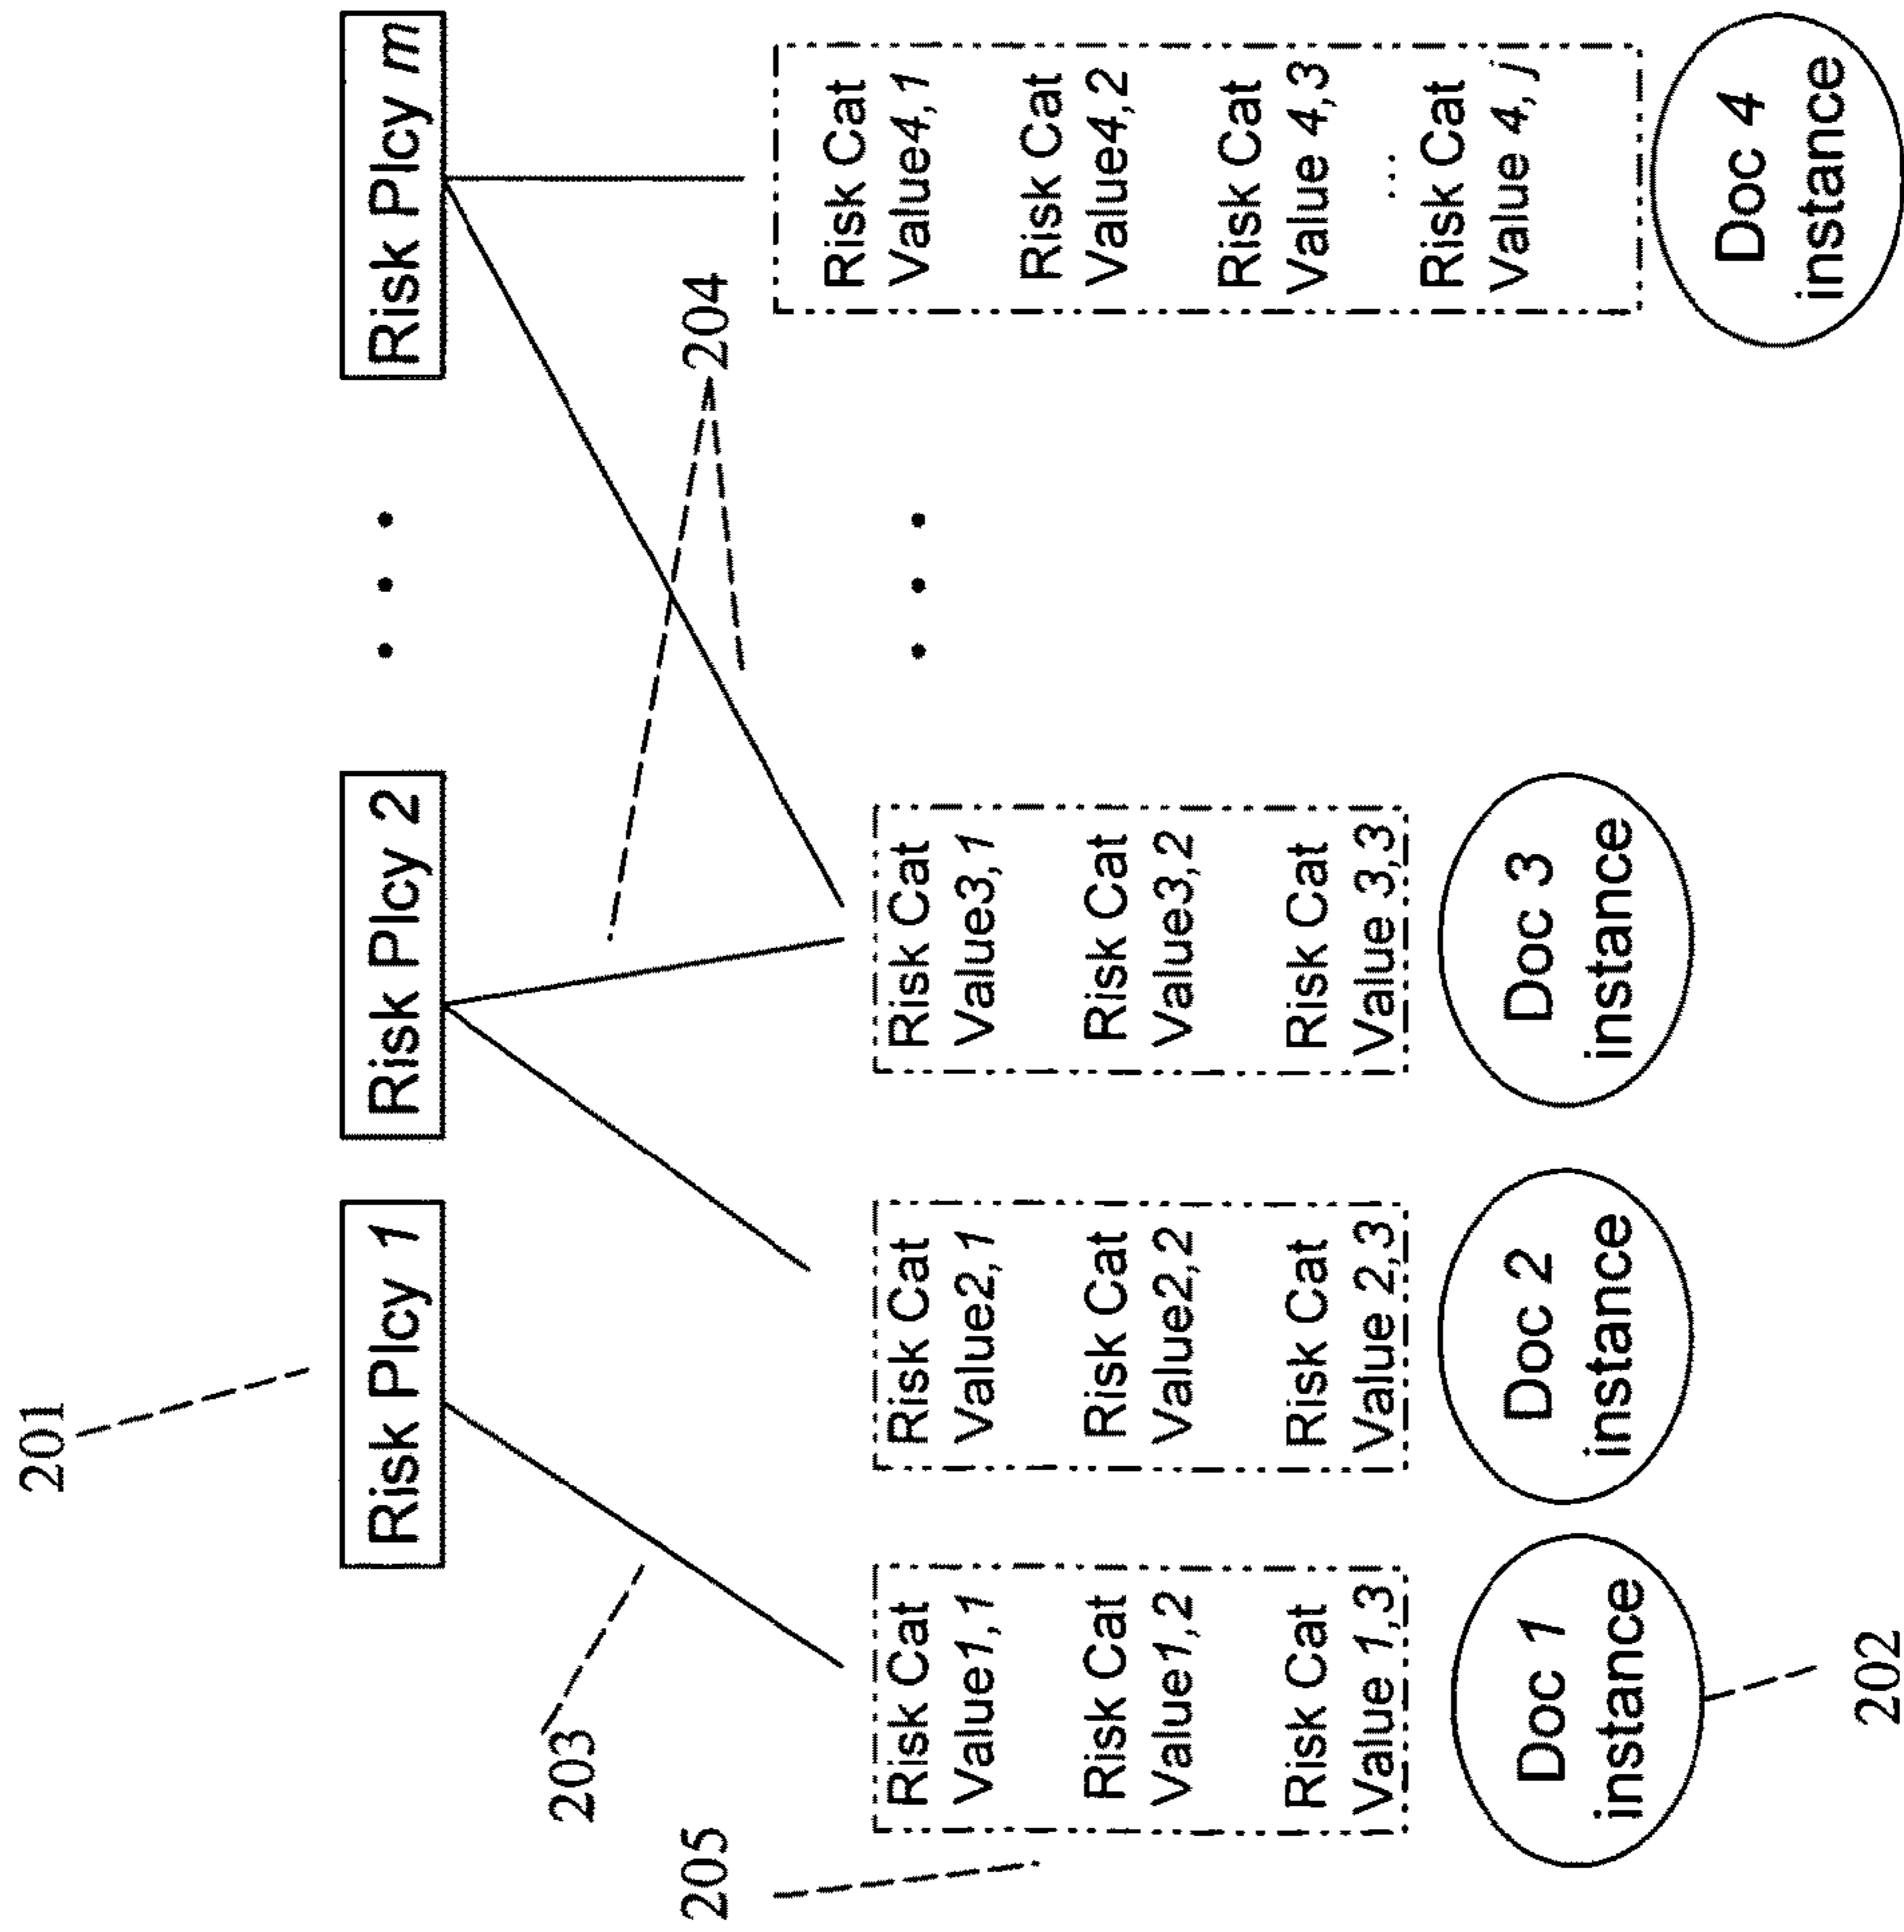 201
Risk Plcy 1
Risk Plcy 2
• • •
Risk Plcy m
203
204
205
Risk Cat
Value1,1
Risk Cat
Value1,2
Risk Cat
Value 1,3
Risk Cat
Value2,1
Risk Cat
Value2,2
Risk Cat
Value 2,3
Risk Cat
Value3,1
Risk Cat
Value3,2
Risk Cat
Value 3,3
• • •
Risk Cat
Value4,1
Risk Cat
Value4,2
Risk Cat
Value 4,3
...
Risk Cat
Value 4,j
Doc 1
instance
Doc 2
instance
Doc 3
instance
Doc 4
instance
202